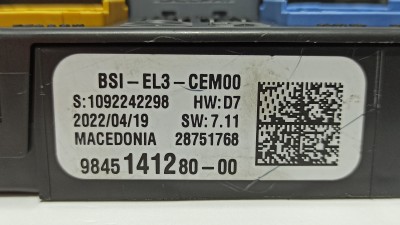 BSI-EL3-CEM00
S:1092242298 HW:D7
2022/04/19 SW:7.11
MACEDONIA 28751768
9845141280-00